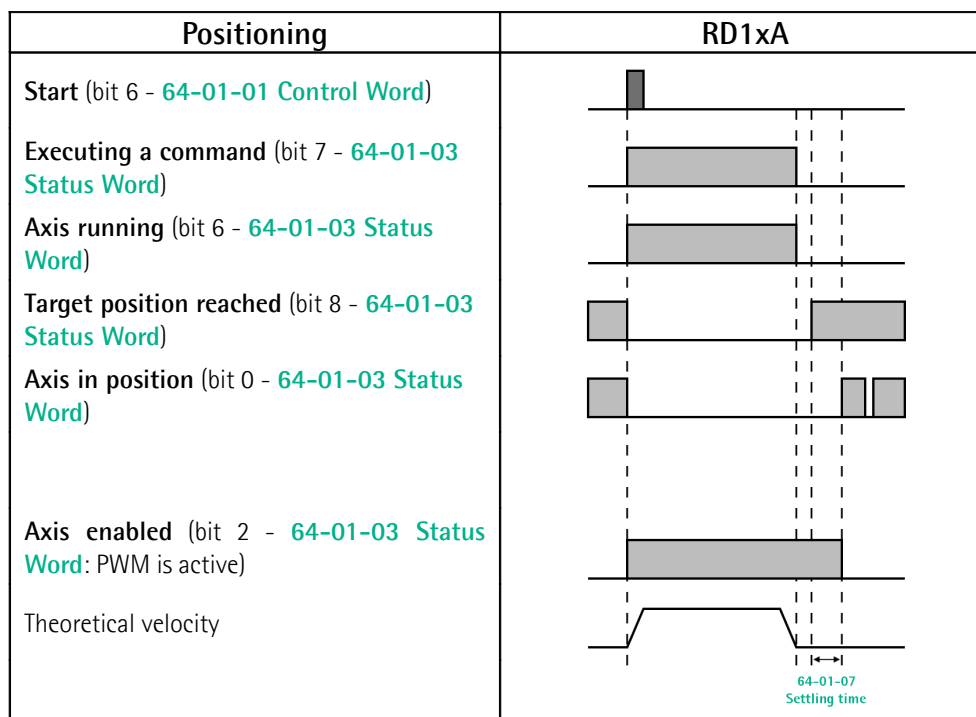 Positioning
RD1xA
Start (bit 6 - 64-01-01 Control Word)
Executing a command (bit 7 - 64-01-03
Status Word)
Axis running (bit 6 - 64-01-03 Status
Word)
Target position reached (bit 8 - 64-01-03
Status Word)
Axis in position (bit 0 - 64-01-03 Status
Word)
Axis enabled (bit 2 - 64-01-03 Status
Word: PWM is active)
Theoretical velocity
64-01-07
Settling time